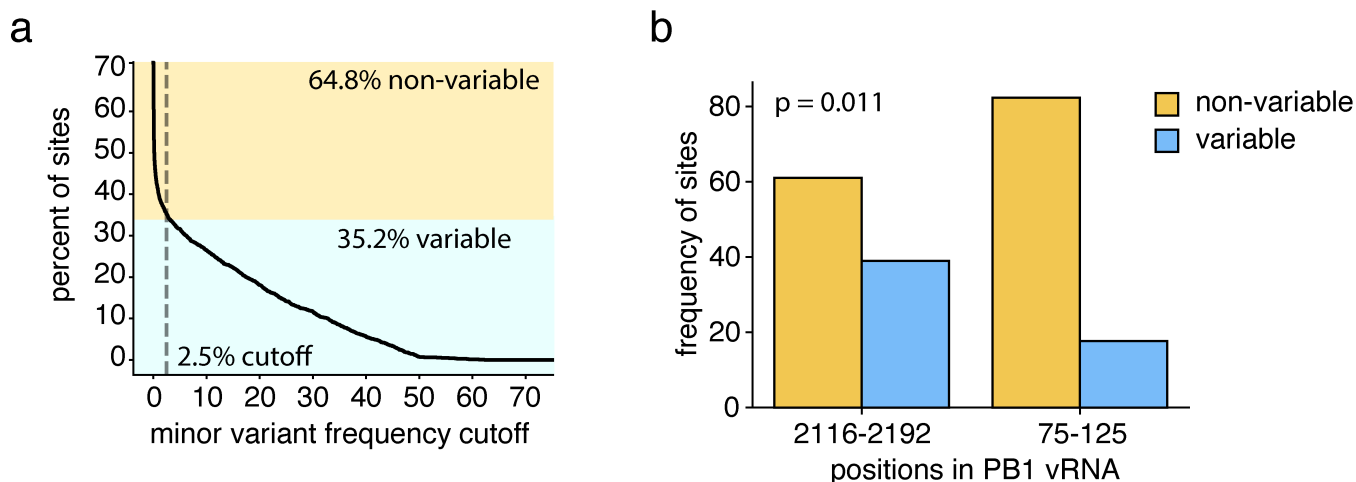 a
70
60
50
40
30
20
10
0
percent of sites
64.8% non-variable
35.2% variable
2.5% cutoff
0 10 20 30 40 50 60 70
minor variant frequency cutoff
b
80
60
40
20
0
frequency of sites
p = 0.011
non-variable
variable
2116-2192 75-125
positions in PB1 vRNA